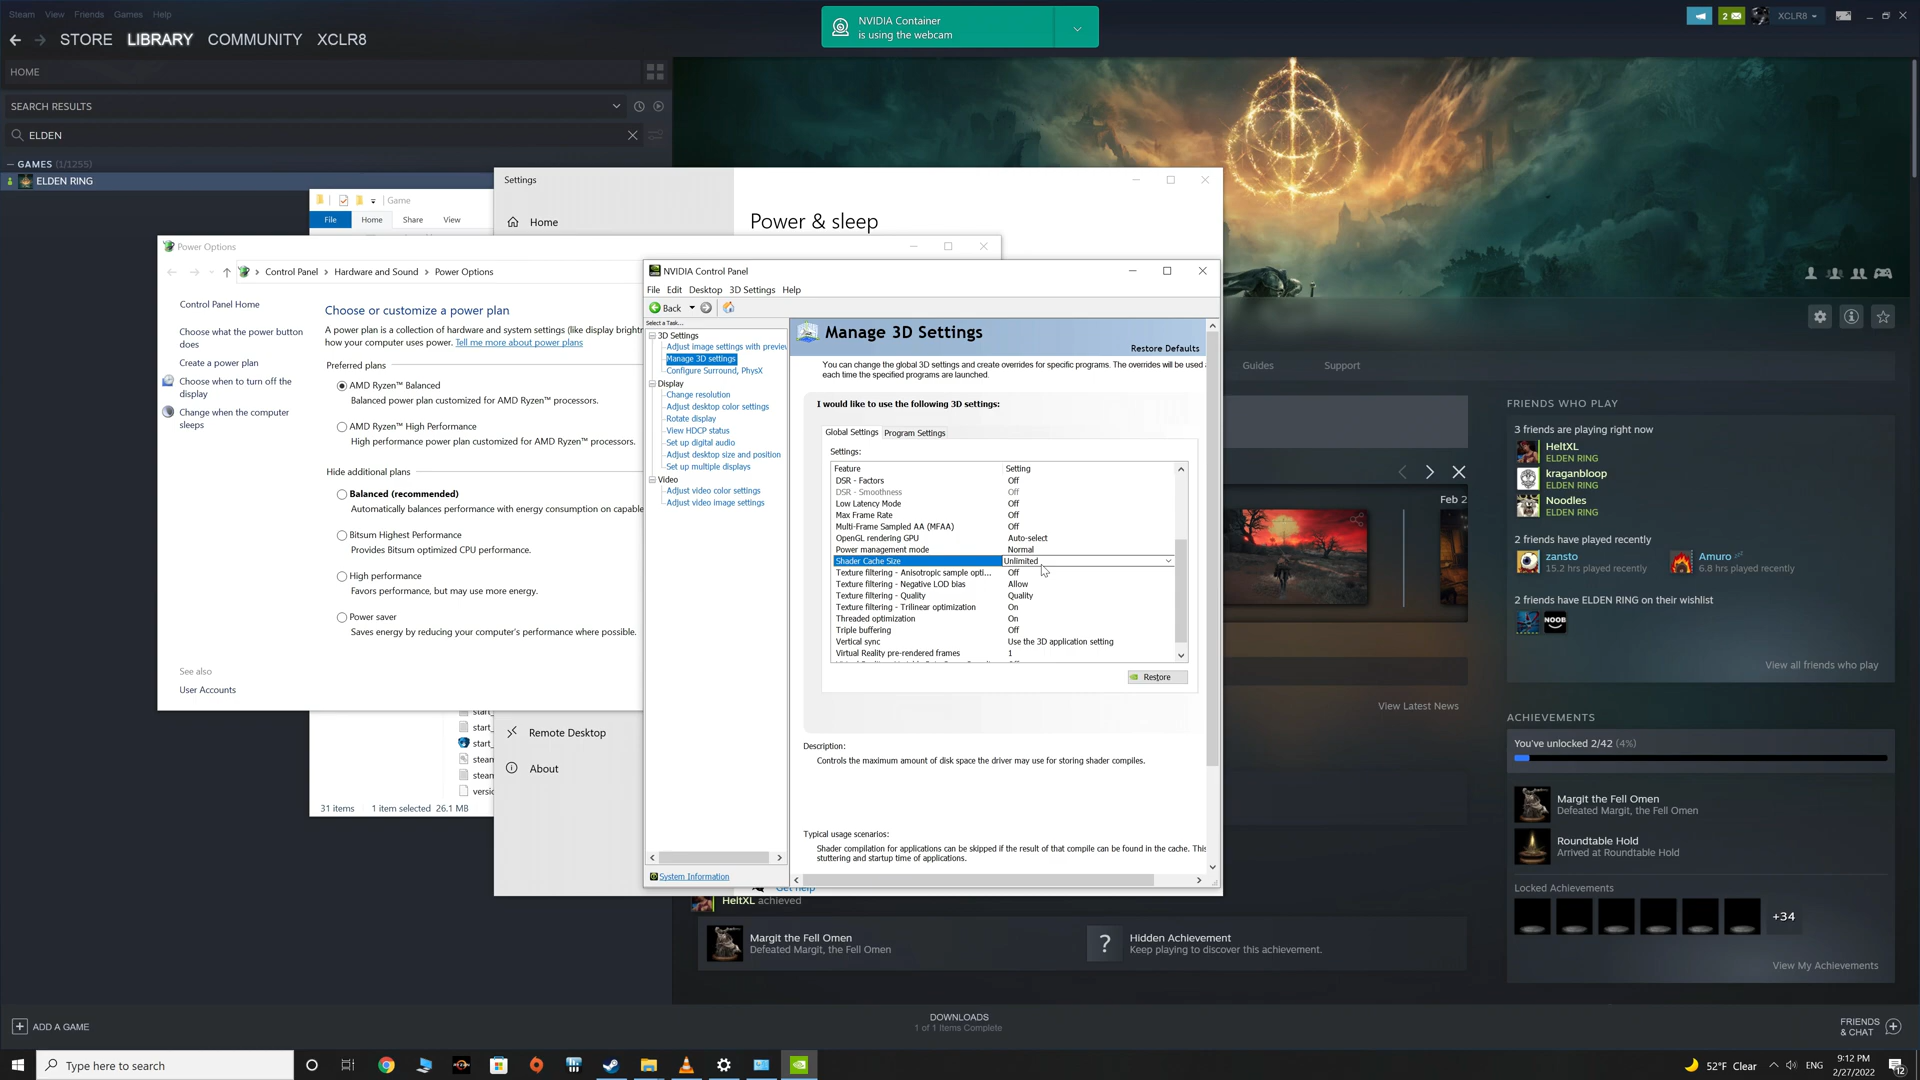 Steam View Friends Games Help
NVIDIA Container
is using the webcam
2
XCLR8
STORE LIBRARY COMMUNITY XCLR8
HOME
SEARCH RESULTS
ELDEN
GAMES (1/1255)
ELDEN RING
Game
File Home Share View
Settings
Home
Power & sleep
Power Options
Control Panel > Hardware and Sound > Power Options
Control Panel Home
Choose what the power button
does
Create a power plan
Choose when to turn off the
display
Change when the computer
sleeps
See also
User Accounts
Choose or customize a power plan
A power plan is a collection of hardware and system settings (like display brightn
how your computer uses power. Tell me more about power plans
Preferred plans
AMD Ryzen™ Balanced
Balanced power plan customized for AMD Ryzen™ processors.
AMD Ryzen™ High Performance
High performance power plan customized for AMD Ryzen™ processors.
Hide additional plans
Balanced (recommended)
Automatically balances performance with energy consumption on capable
Bitsum Highest Performance
Provides Bitsum optimized CPU performance.
High performance
Favors performance, but may use more energy.
Power saver
Saves energy by reducing your computer's performance where possible.
start_
start_
start_
steam
steam
versio
31 items 1 item selected 26.1 MB
Remote Desktop
About
NVIDIA Control Panel
File Edit Desktop 3D Settings Help
Back
Select a Task...
3D Settings
Adjust image settings with preview
Manage 3D settings
Configure Surround, PhysX
Display
Change resolution
Adjust desktop color settings
Rotate display
View HDCP status
Set up digital audio
Adjust desktop size and position
Set up multiple displays
Video
Adjust video color settings
Adjust video image settings
System Information
Manage 3D Settings
Restore Defaults
You can change the global 3D settings and create overrides for specific programs. The overrides will be used
each time the specified programs are launched.
I would like to use the following 3D settings:
Global Settings Program Settings
Settings:
Feature Setting
DSR - Factors Off
DSR - Smoothness Off
Low Latency Mode Off
Max Frame Rate Off
Multi-Frame Sampled AA (MFAA) Off
OpenGL rendering GPU Auto-select
Power management mode Normal
Shader Cache Size Unlimited
Texture filtering - Anisotropic sample opti... Off
Texture filtering - Negative LOD bias Allow
Texture filtering - Quality Quality
Texture filtering - Trilinear optimization On
Threaded optimization On
Triple buffering Off
Vertical sync Use the 3D application setting
Virtual Reality pre-rendered frames 1
Restore
Description:
Controls the maximum amount of disk space the driver may use for storing shader compiles.
Typical usage scenarios:
Shader compilation for applications can be skipped if the result of that compile can be found in the cache. This
stuttering and startup time of applications.
Get help
Guides Support
Feb 2
View Latest News
FRIENDS WHO PLAY
3 friends are playing right now
HeltXL
ELDEN RING
kraganbloop
ELDEN RING
Noodles
ELDEN RING
2 friends have played recently
zansto
15.2 hrs played recently
Amuro
6.8 hrs played recently
2 friends have ELDEN RING on their wishlist
NOOB
View all friends who play
ACHIEVEMENTS
You've unlocked 2/42 (4%)
Margit the Fell Omen
Defeated Margit, the Fell Omen
Roundtable Hold
Arrived at Roundtable Hold
Locked Achievements
+34
View My Achievements
HeltXL achieved
Margit the Fell Omen
Defeated Margit, the Fell Omen
?
Hidden Achievement
Keep playing to discover this achievement.
ADD A GAME
DOWNLOADS
1 of 1 Items Complete
FRIENDS
& CHAT
Type here to search
52°F Clear
ENG
9:12 PM
2/27/2022
12